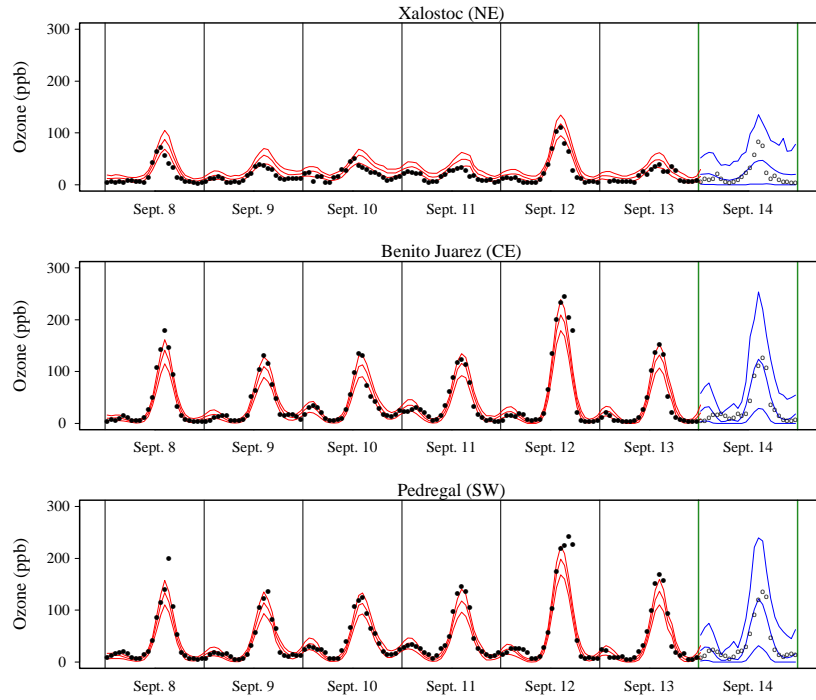 Xalostoc (NE)
300
200
100
0
Ozone (ppb)
Sept. 8 Sept. 9 Sept. 10 Sept. 11 Sept. 12 Sept. 13 Sept. 14
Benito Juarez (CE)
300
200
100
0
Ozone (ppb)
Sept. 8 Sept. 9 Sept. 10 Sept. 11 Sept. 12 Sept. 13 Sept. 14
Pedregal (SW)
300
200
100
0
Ozone (ppb)
Sept. 8 Sept. 9 Sept. 10 Sept. 11 Sept. 12 Sept. 13 Sept. 14